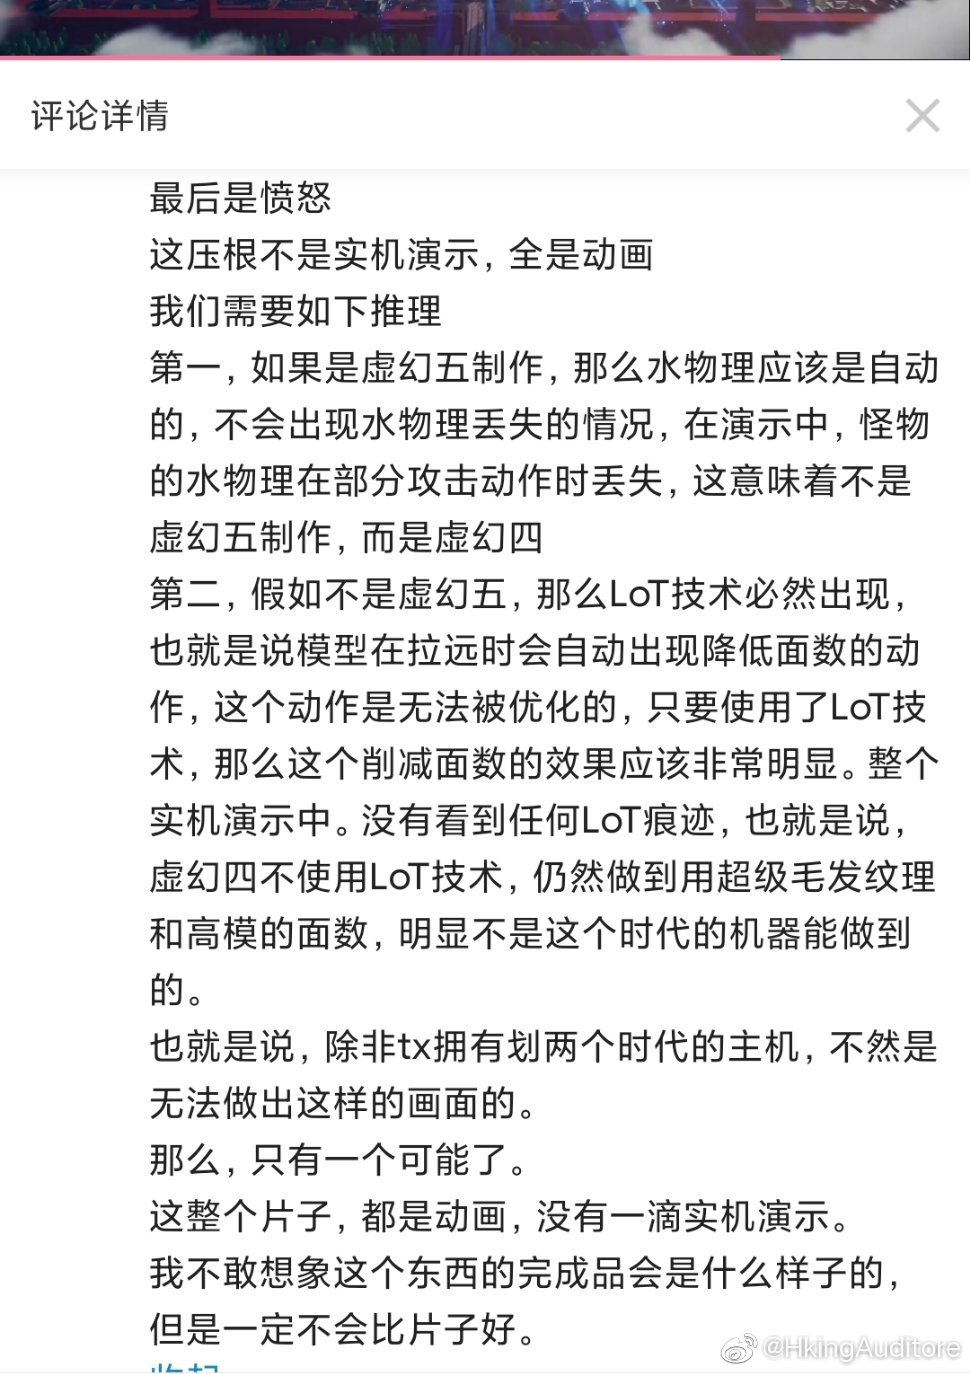 评论详情
最后是愤怒
这压根不是实机演示，全是动画
我们需要如下推理
第一，如果是虚幻五制作，那么水物理应该是自动
的，不会出现水物理丢失的情况，在演示中，怪物
的水物理在部分攻击动作时丢失，这意味着不是
虚幻五制作，而是虚幻四
第二，假如不是虚幻五，那么LoT技术必然出现，
也就是说模型在拉远时会自动出现降低面数的动
作，这个动作是无法被优化的，只要使用了LoT技
术，那么这个削减面数的效果应该非常明显。整个
实机演示中。没有看到任何LoT痕迹，也就是说，
虚幻四不使用LoT技术，仍然做到用超级毛发纹理
和高模的面数，明显不是这个时代的机器能做到
的。
也就是说，除非tx拥有划两个时代的主机，不然是
无法做出这样的画面的。
那么，只有一个可能了。
这整个片子，都是动画，没有一滴实机演示。
我不敢想象这个东西的完成品会是什么样子的，
但是一定不会比片子好。
收起
@HkingAuditore